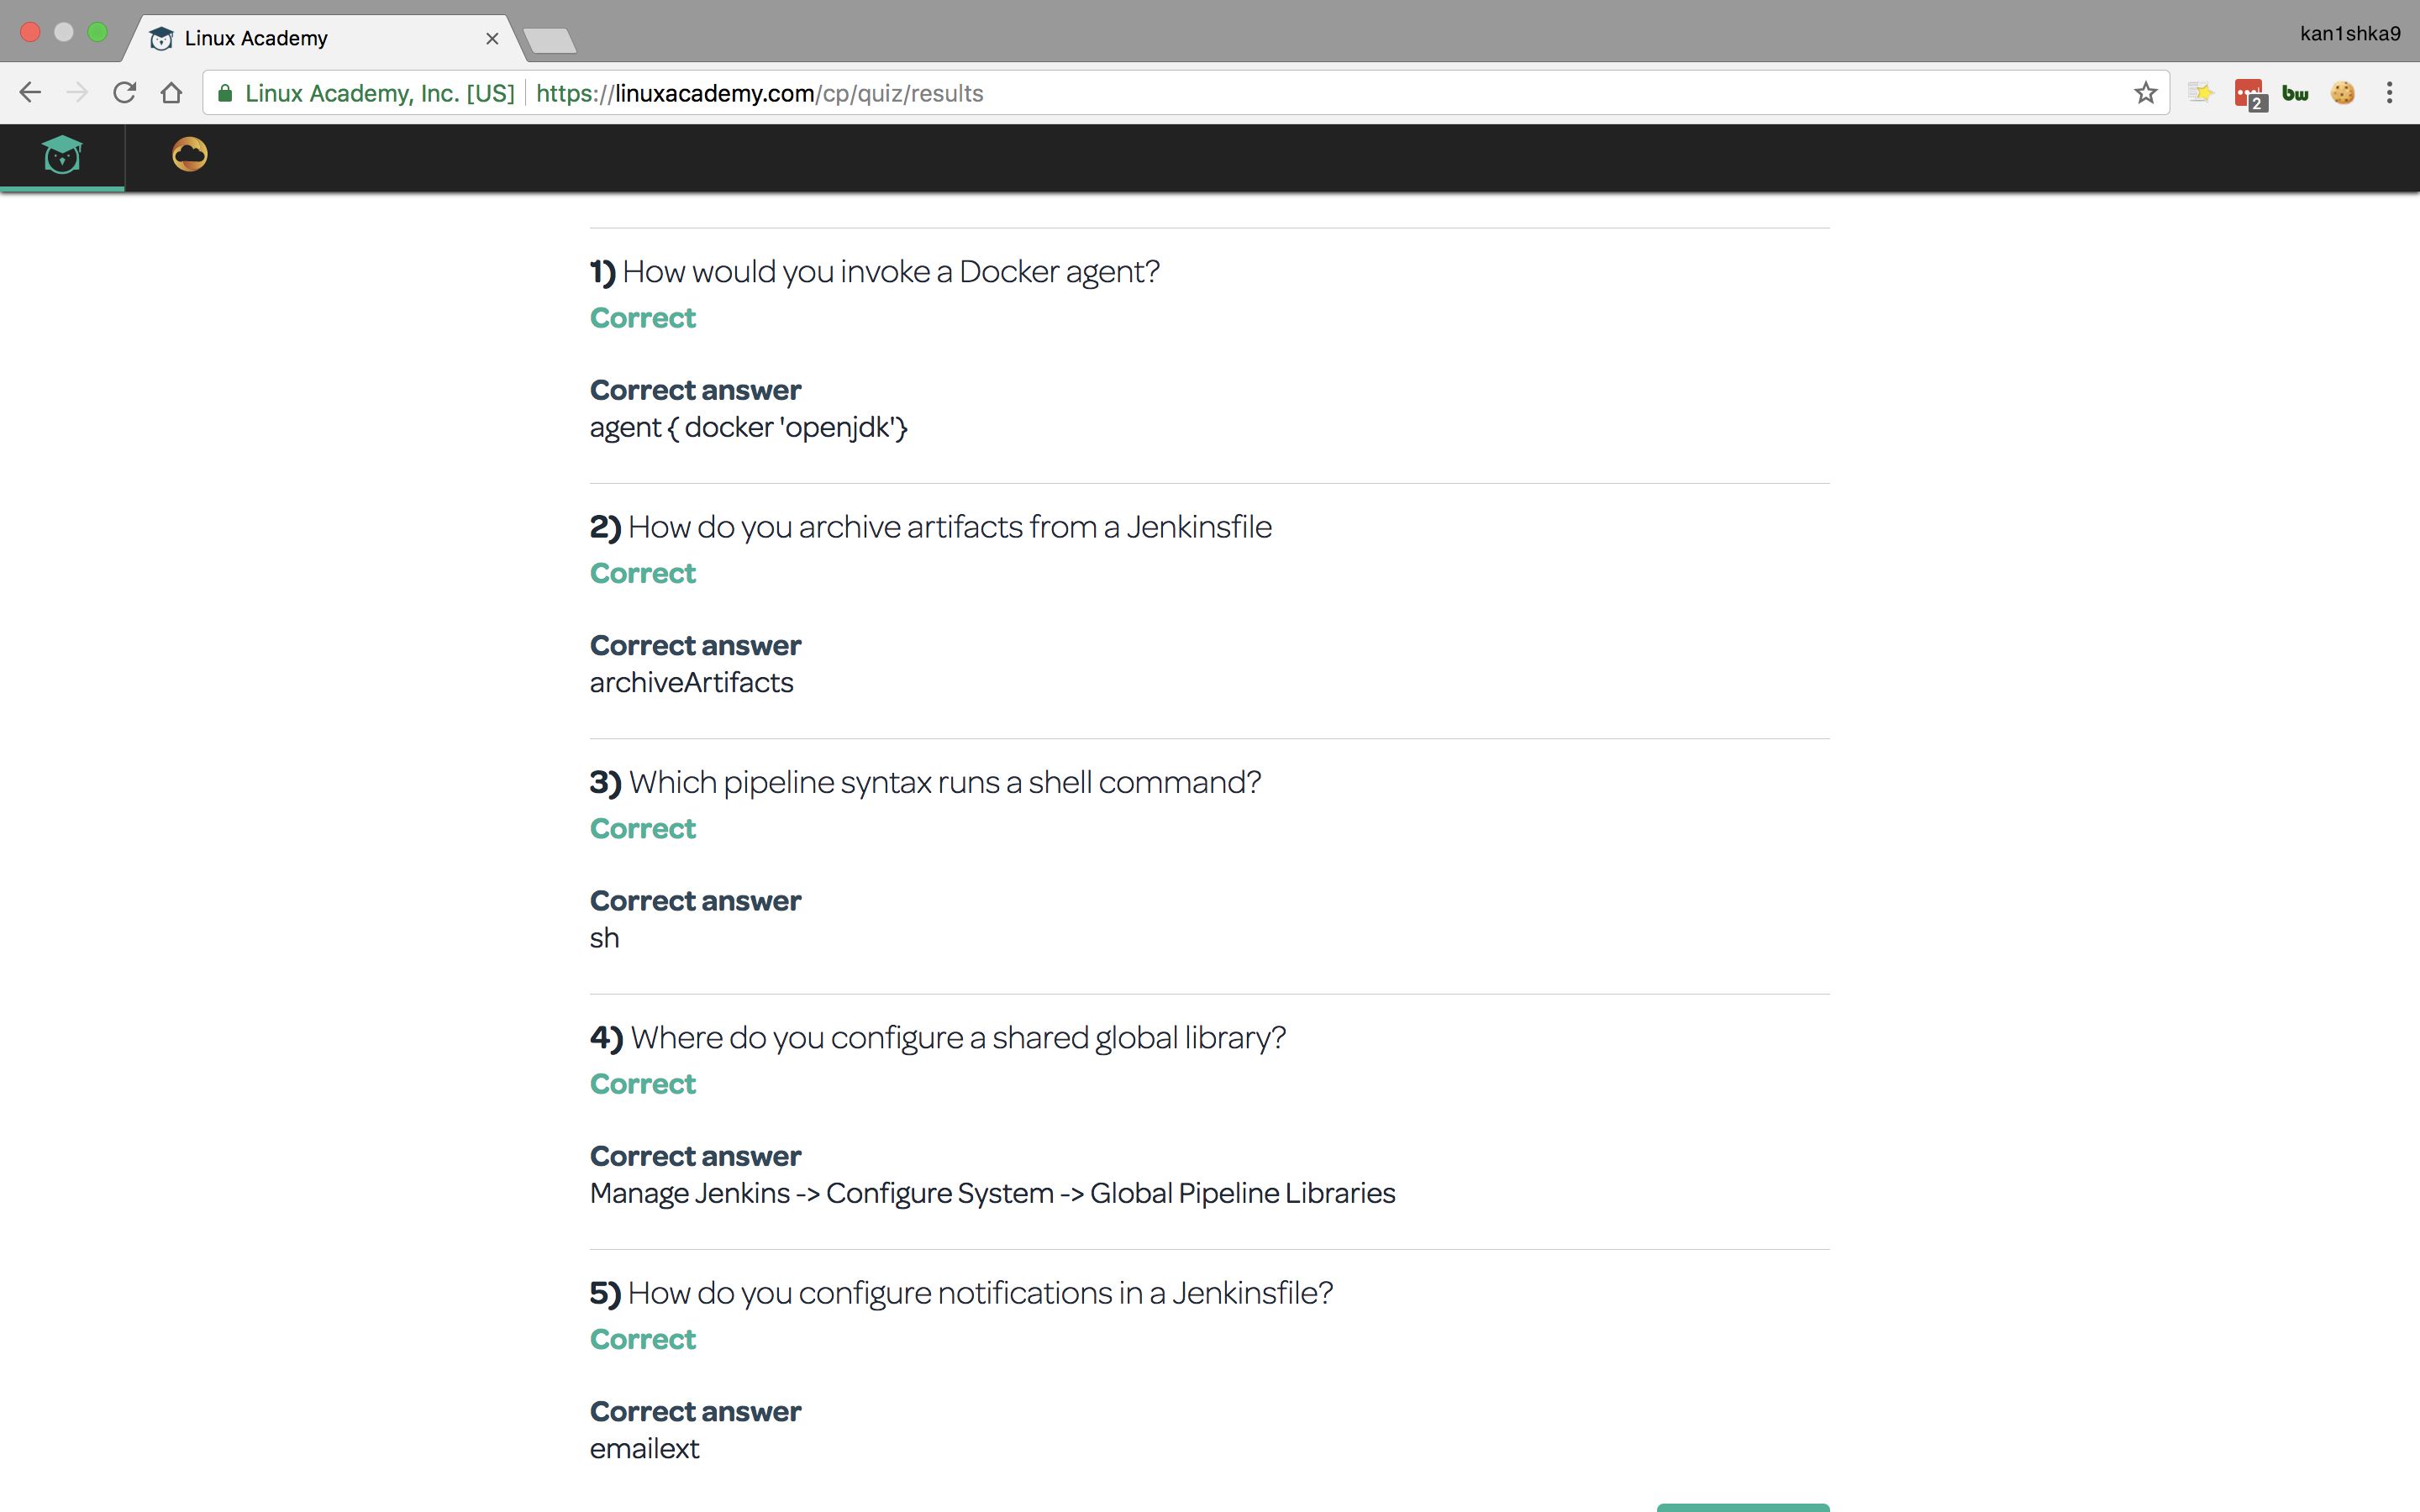 Linux Academy
kan1shka9
Linux Academy, Inc. [US] https://linuxacademy.com/cp/quiz/results
2
bw
1) How would you invoke a Docker agent?
Correct
Correct answer
agent { docker 'openjdk'}
2) How do you archive artifacts from a Jenkinsfile
Correct
Correct answer
archiveArtifacts
3) Which pipeline syntax runs a shell command?
Correct
Correct answer
sh
4) Where do you configure a shared global library?
Correct
Correct answer
Manage Jenkins -> Configure System -> Global Pipeline Libraries
5) How do you configure notifications in a Jenkinsfile?
Correct
Correct answer
emailext